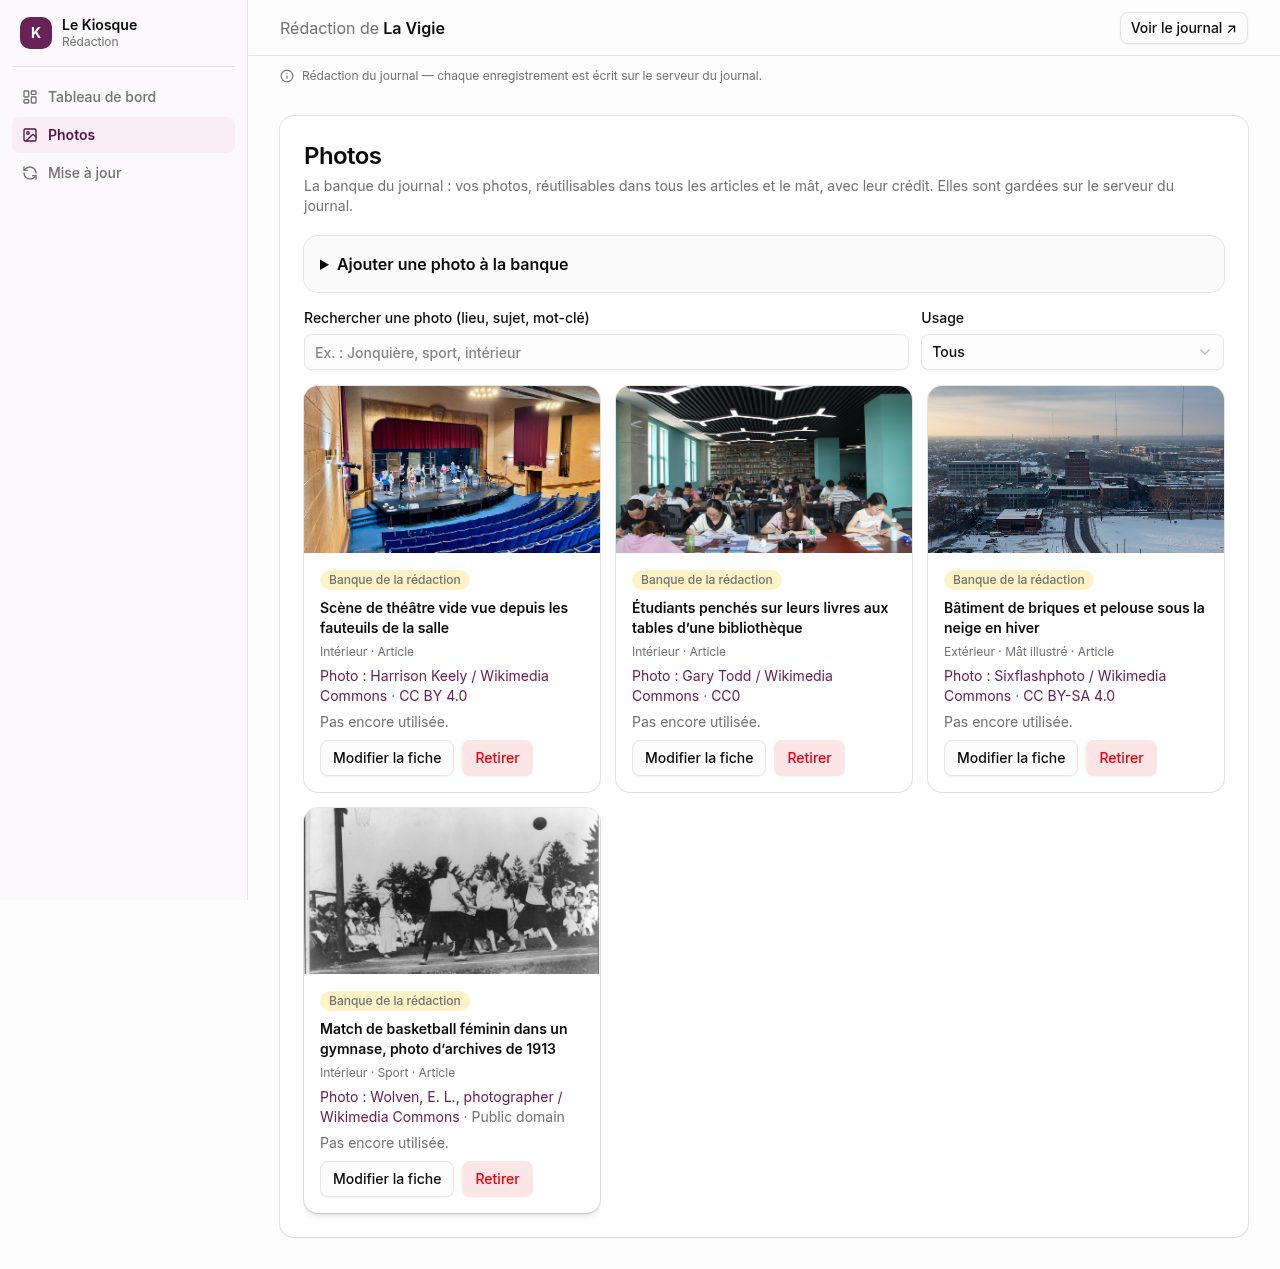 K
Le Kiosque
Rédaction
Tableau de bord
Photos
Mise à jour
Rédaction de La Vigie
Voir le journal ↗
Rédaction du journal — chaque enregistrement est écrit sur le serveur du journal.
Photos
La banque du journal : vos photos, réutilisables dans tous les articles et le mât, avec leur crédit. Elles sont gardées sur le serveur du
journal.
Ajouter une photo à la banque
Rechercher une photo (lieu, sujet, mot-clé)
Ex. : Jonquière, sport, intérieur
Usage
Tous
Banque de la rédaction
Scène de théâtre vide vue depuis les
fauteuils de la salle
Intérieur · Article
Photo : Harrison Keely / Wikimedia
Commons · CC BY 4.0
Pas encore utilisée.
Modifier la fiche
Retirer
Banque de la rédaction
Étudiants penchés sur leurs livres aux
tables d’une bibliothèque
Intérieur · Article
Photo : Gary Todd / Wikimedia
Commons · CC0
Pas encore utilisée.
Modifier la fiche
Retirer
Banque de la rédaction
Bâtiment de briques et pelouse sous la
neige en hiver
Extérieur · Mât illustré · Article
Photo : Sixflashphoto / Wikimedia
Commons · CC BY-SA 4.0
Pas encore utilisée.
Modifier la fiche
Retirer
Banque de la rédaction
Match de basketball féminin dans un
gymnase, photo d’archives de 1913
Intérieur · Sport · Article
Photo : Wolven, E. L., photographer /
Wikimedia Commons · Public domain
Pas encore utilisée.
Modifier la fiche
Retirer